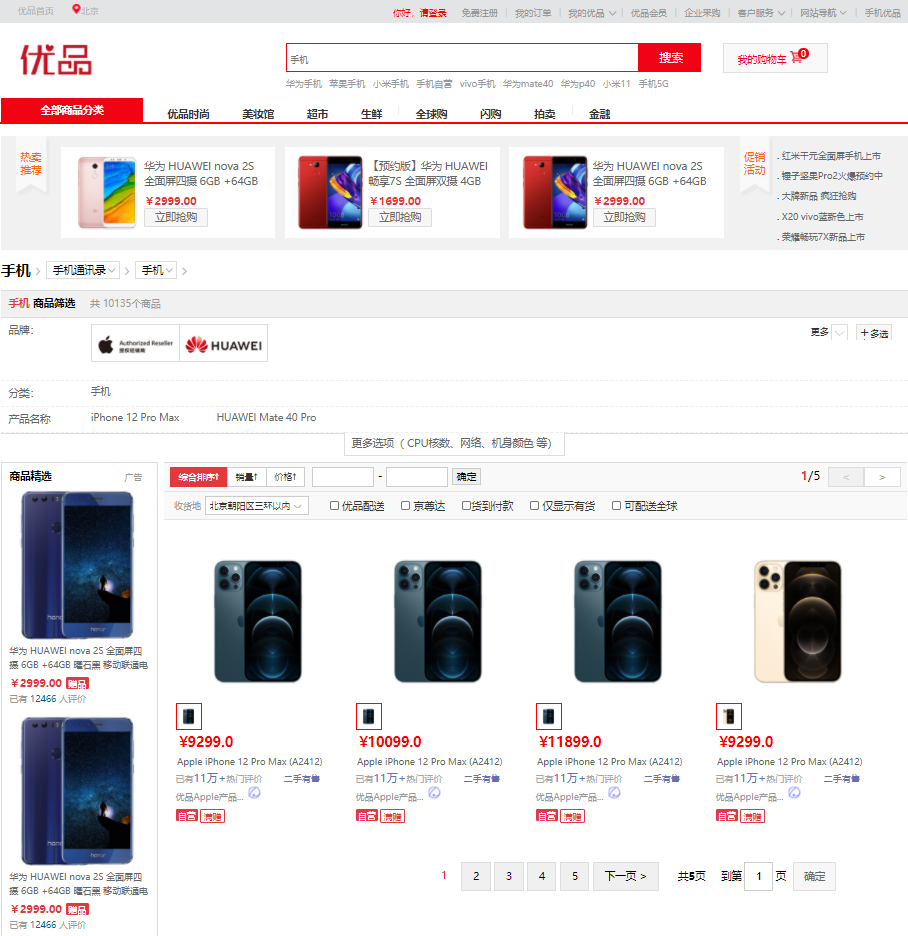 优品首页 北京 你好，请登录 免费注册 我的订单 我的优品 优品会员 企业采购 客户服务 网站导航 手机优品
优品
手机 搜索 我的购物车 0
华为手机 苹果手机 小米手机 手机自营 vivo手机 华为mate40 华为p40 小米11 手机5G
全部商品分类 优品时尚 美妆馆 超市 生鲜 全球购 闪购 拍卖 金融
热卖
推荐
华为 HUAWEI nova 2S
全面屏四摄 6GB +64GB
￥2999.00
立即抢购
【预约版】华为 HUAWEI
畅享7S 全面屏双摄 4GB
￥1699.00
立即抢购
华为 HUAWEI nova 2S
全面屏四摄 6GB +64GB
￥2999.00
立即抢购
促销
活动
. 红米千元全面屏手机上市
. 锤子坚果Pro2火爆预约中
. 大牌新品 疯狂抢购
. X20 vivo蓝新色上市
. 荣耀畅玩7X新品上市
手机 手机通讯录 手机
手机 商品筛选 共 10135个商品
品牌: Authorized Reseller
授权经销商
HUAWEI 更多 +多选
分类: 手机
产品名称 iPhone 12 Pro Max HUAWEI Mate 40 Pro
更多选项（ CPU核数、网络、机身颜色 等）
商品精选 广告
honor
honor
华为 HUAWEI nova 2S 全面屏四
摄 6GB +64GB 曜石黑 移动联通电
￥2999.00 赠品
已有 12466 人评价
honor
honor
华为 HUAWEI nova 2S 全面屏四
摄 6GB +64GB 曜石黑 移动联通电
￥2999.00 赠品
已有 12466 人评价
综合排序↑ 销量↑ 价格↑ - 确定 1/5 < >
收货地 北京朝阳区三环以内 优品配送 京尊达 货到付款 仅显示有货 可配送全球
¥9299.0
Apple iPhone 12 Pro Max (A2412)
已有11万+热门评价 二手有售
优品Apple产品...
自营 满赠
¥10099.0
Apple iPhone 12 Pro Max (A2412)
已有11万+热门评价 二手有售
优品Apple产品...
自营 满赠
¥11899.0
Apple iPhone 12 Pro Max (A2412)
已有11万+热门评价 二手有售
优品Apple产品...
自营 满赠
¥9299.0
Apple iPhone 12 Pro Max (A2412)
已有11万+热门评价 二手有售
优品Apple产品...
自营 满赠
1 2 3 4 5 下一页 > 共5页 到第 1 页 确定